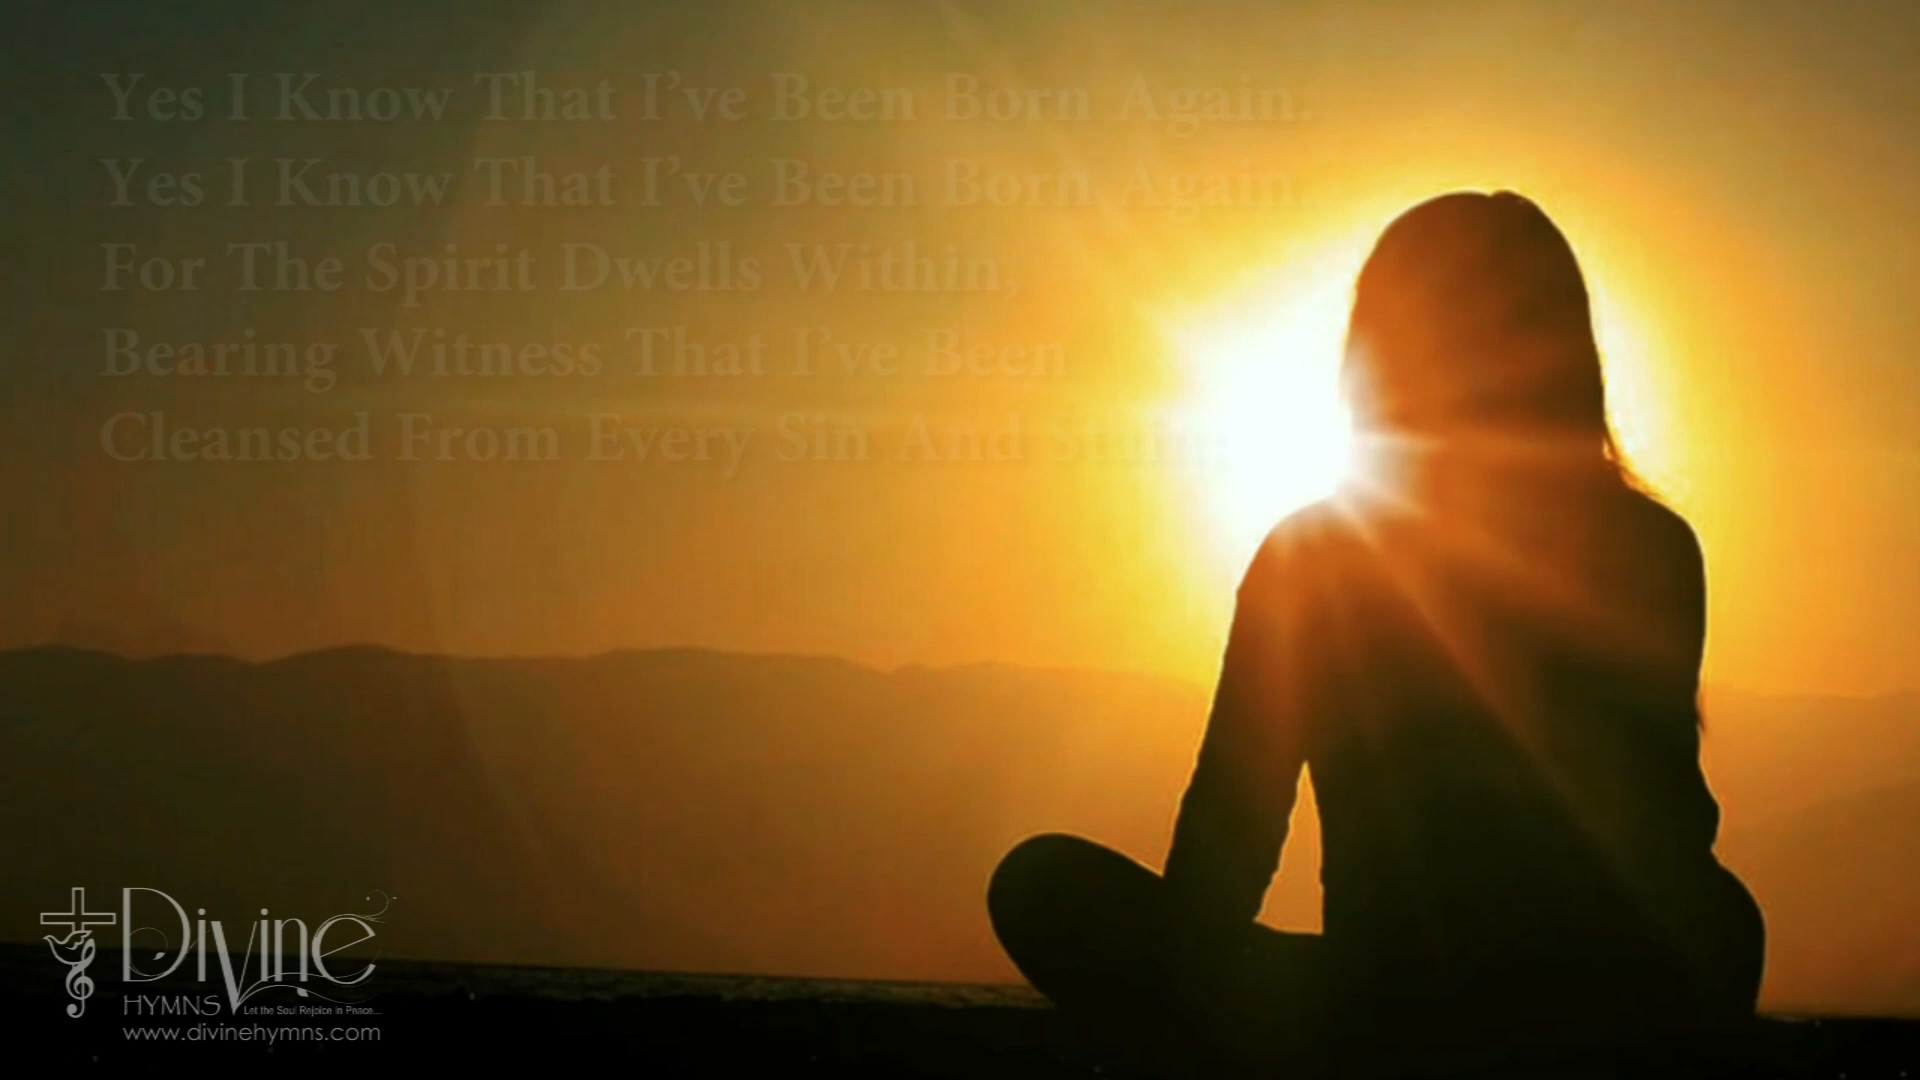 Yes I Know That I've Been Born Again.
Yes I Know That I've Been Born Again.
For The Spirit Dwells Within,
Bearing Witness That I've Been
Cleansed From Every Sin And
Divine
HYMNS
Let the Soul Rejoice in Peace...
www.divinehymns.com